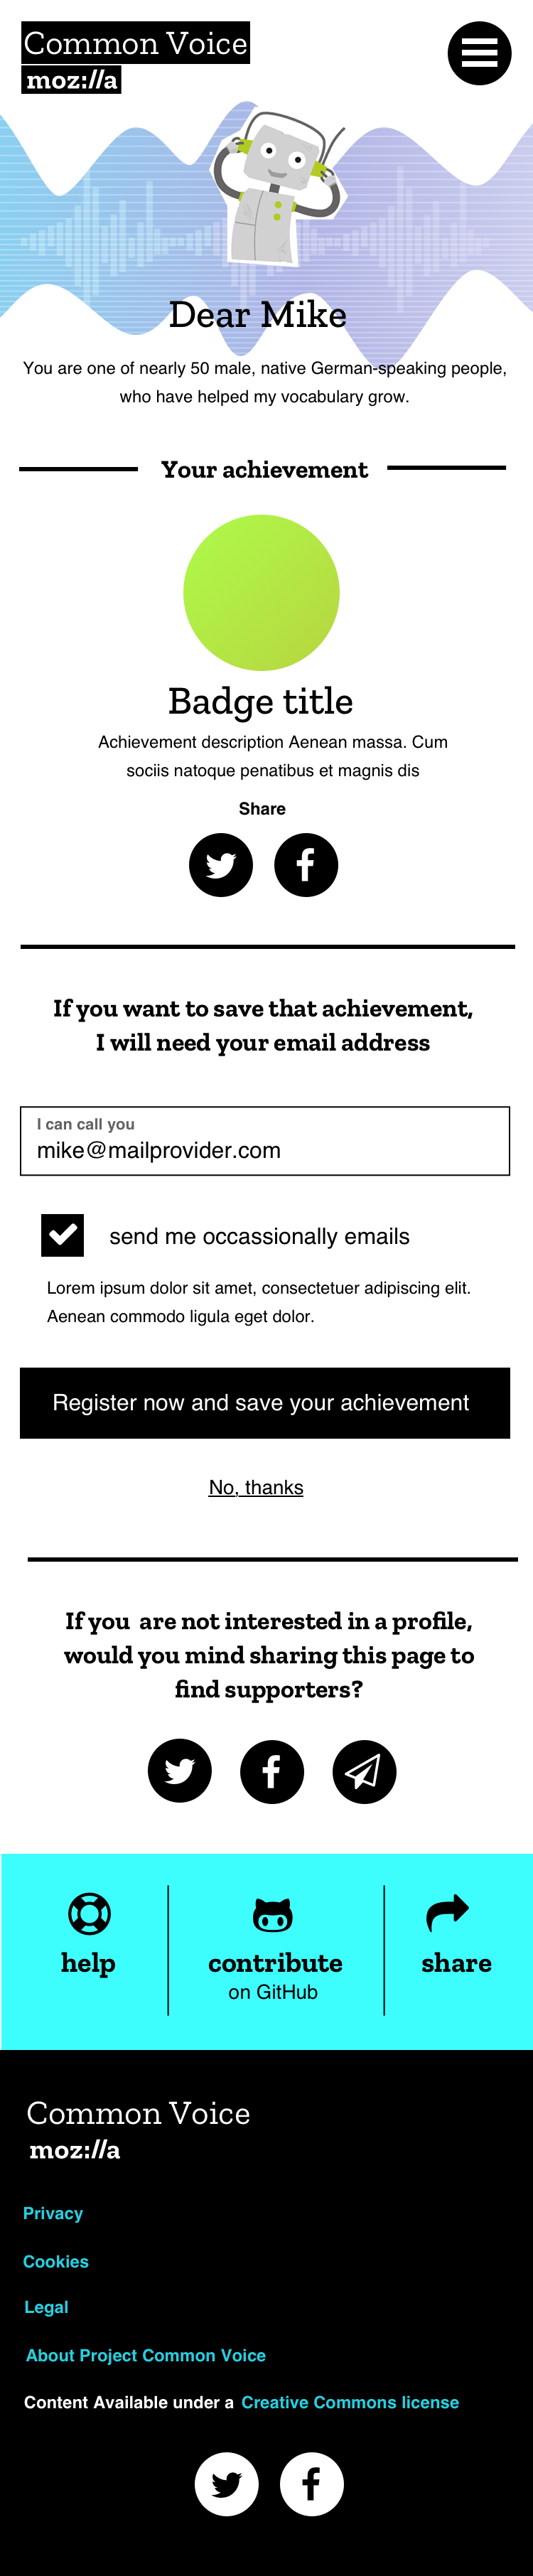 Common Voice
moz://a
Dear Mike
You are one of nearly 50 male, native German-speaking people,
who have helped my vocabulary grow.
Your achievement
Badge title
Achievement description Aenean massa. Cum
sociis natoque penatibus et magnis dis
Share
If you want to save that achievement,
I will need your email address
I can call you
mike@mailprovider.com
send me occassionally emails
Lorem ipsum dolor sit amet, consectetuer adipiscing elit.
Aenean commodo ligula eget dolor.
Register now and save your achievement
No, thanks
If you are not interested in a profile,
would you mind sharing this page to
find supporters?
help
contribute
on GitHub
share
Common Voice
moz://a
Privacy
Cookies
Legal
About Project Common Voice
Content Available under a Creative Commons license